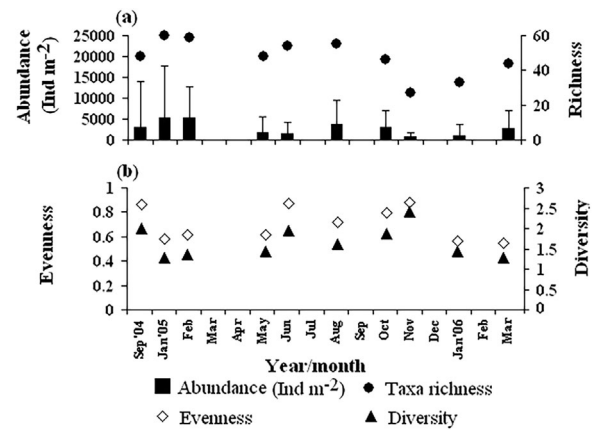 (a)
25000
20000
15000
10000
5000
0
Abundance
(Ind m-2)
60
40
20
0
Richness
(b)
1
0.8
0.6
0.4
0.2
0
Evenness
3
2.5
2
1.5
1
0.5
0
Diversity
Sep'04 Jan'05 Feb Mar Apr May Jun Jul Aug Sep Oct Nov Dec Jan'06 Feb Mar
Year/month
Abundance (Ind m-2) Taxa richness
Evenness Diversity